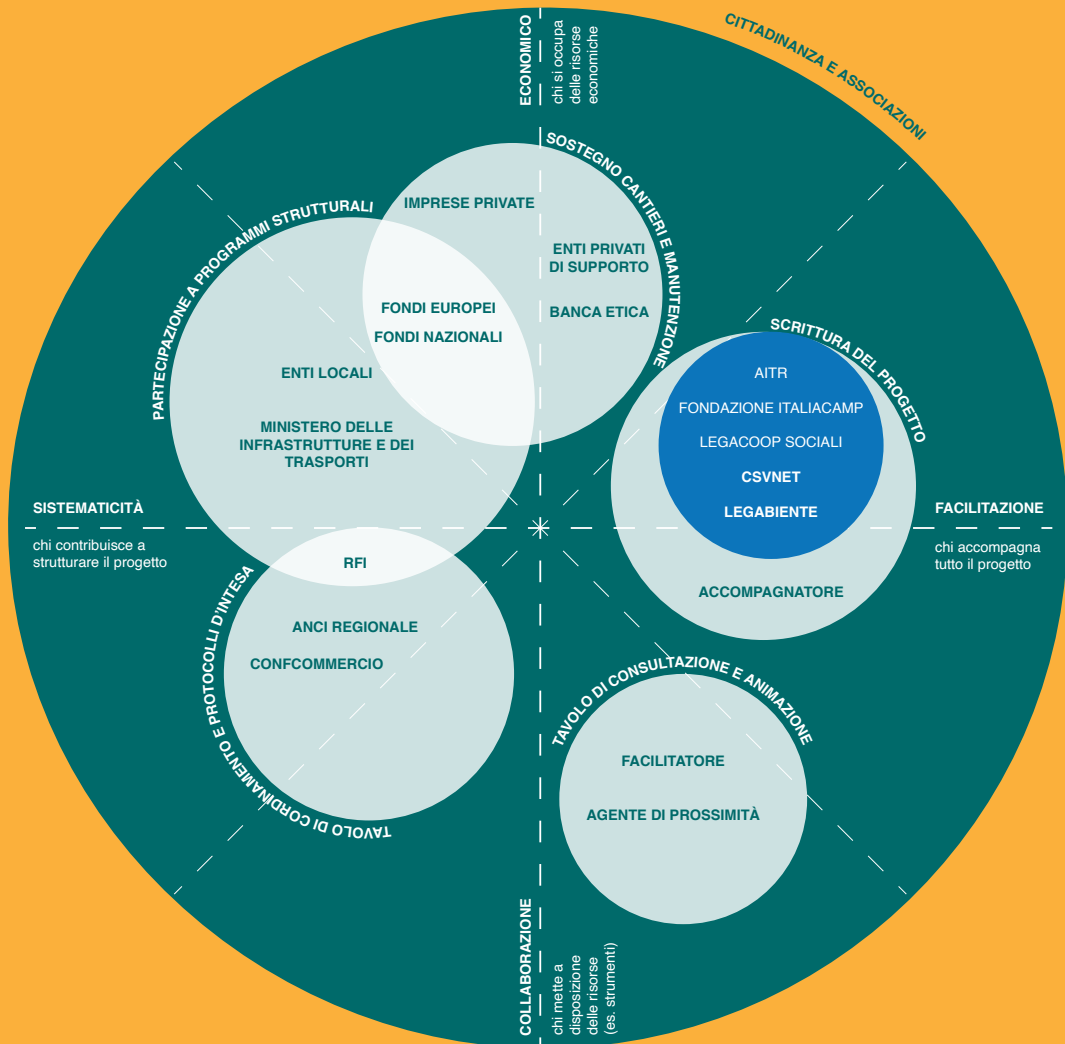 CITTADINANZA E ASSOCIAZIONI
ECONOMICO
chi si occupa
delle risorse
economiche
SOSTEGNO CANTIERI E MANUTENZIONE
IMPRESE PRIVATE
ENTI PRIVATI
DI SUPPORTO
BANCA ETICA
PARTECIPAZIONE A PROGRAMMI STRUTTURALI
FONDI EUROPEI
FONDI NAZIONALI
ENTI LOCALI
MINISTERO DELLE
INFRASTRUTTURE E DEI
TRASPORTI
SCRITTURA DEL PROGETTO
AITR
FONDAZIONE ITALIACAMP
LEGACOOP SOCIALI
CSVNET
LEGABIENTE
ACCOMPAGNATORE
SISTEMATICITÀ
chi contribuisce a
strutturare il progetto
FACILITAZIONE
chi accompagna
tutto il progetto
RFI
ANCI REGIONALE
CONFCOMMERCIO
TAVOLO DI CORDINAMENTO E PROTOCOLLI D'INTESA
TAVOLO DI CONSULTAZIONE E ANIMAZIONE
FACILITATORE
AGENTE DI PROSSIMITÀ
COLLABORAZIONE
chi mette a
disposizione
delle risorse
(es. strumenti)